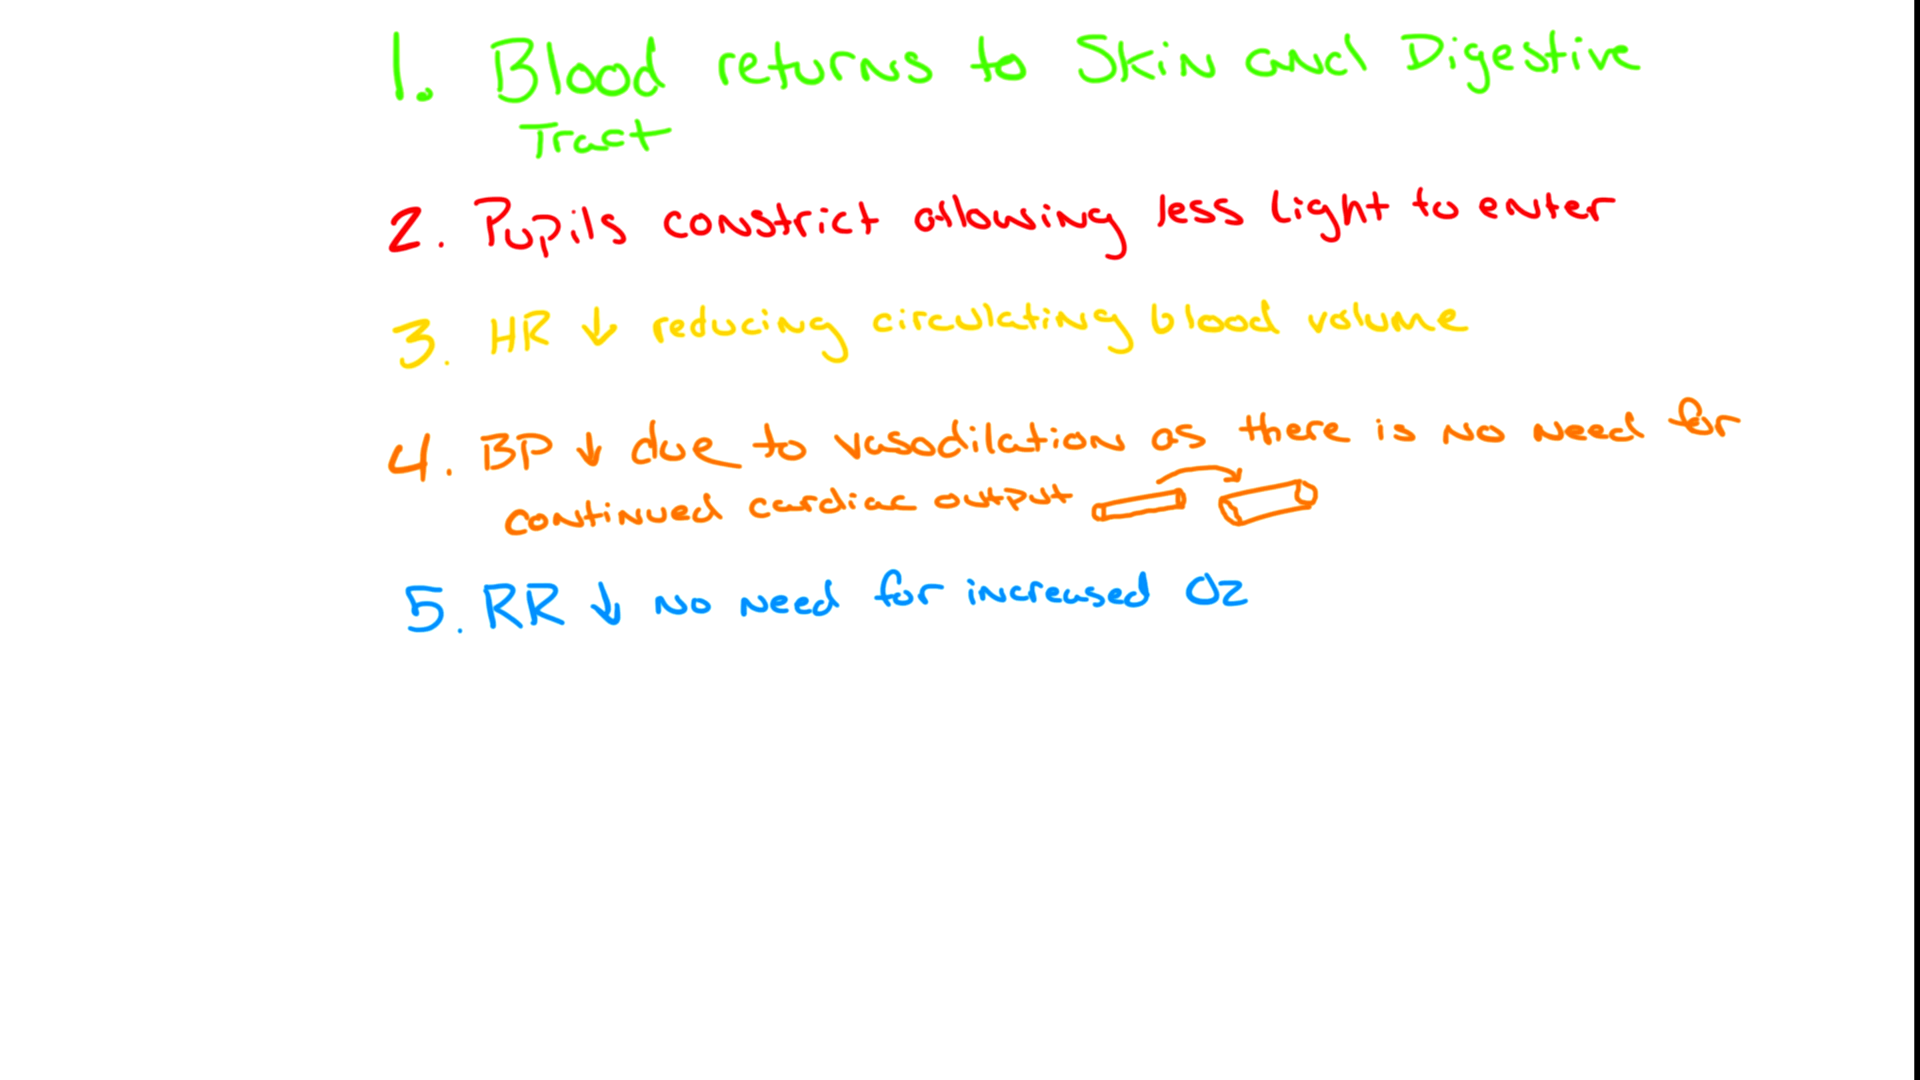 1. Blood returns to Skin and Digestive
Tract
2. Pupils constrict allowing less light to enter
3. HR ↓ reducing circulating blood volume
4. BP ↓ due to vasodilation as there is no need for
continued cardiac output
5. RR ↓ no need for increased O2